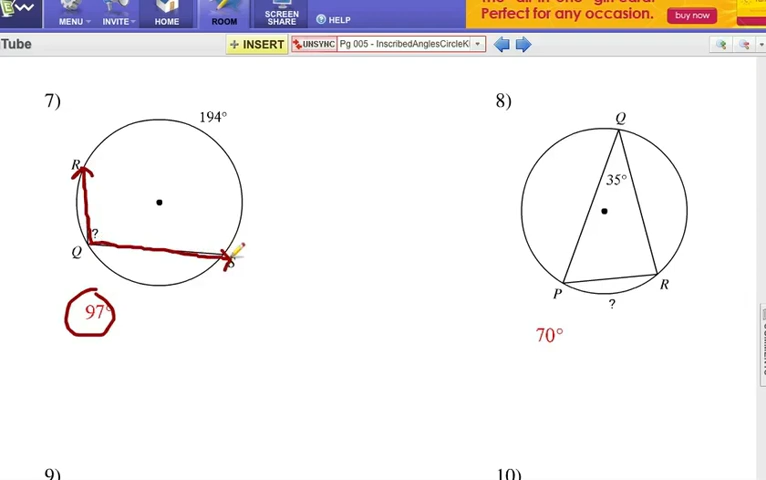 Perfect for any occasion.
buy now
MENU
INVITE
HOME
ROOM
SCREEN
SHARE
HELP
Tube
INSERT
UNSYNC
Pg 005 - InscribedAnglesCircleK
7)
194°
R
?
Q
97°
8)
Q
35°
P
R
?
70°
9)
10)